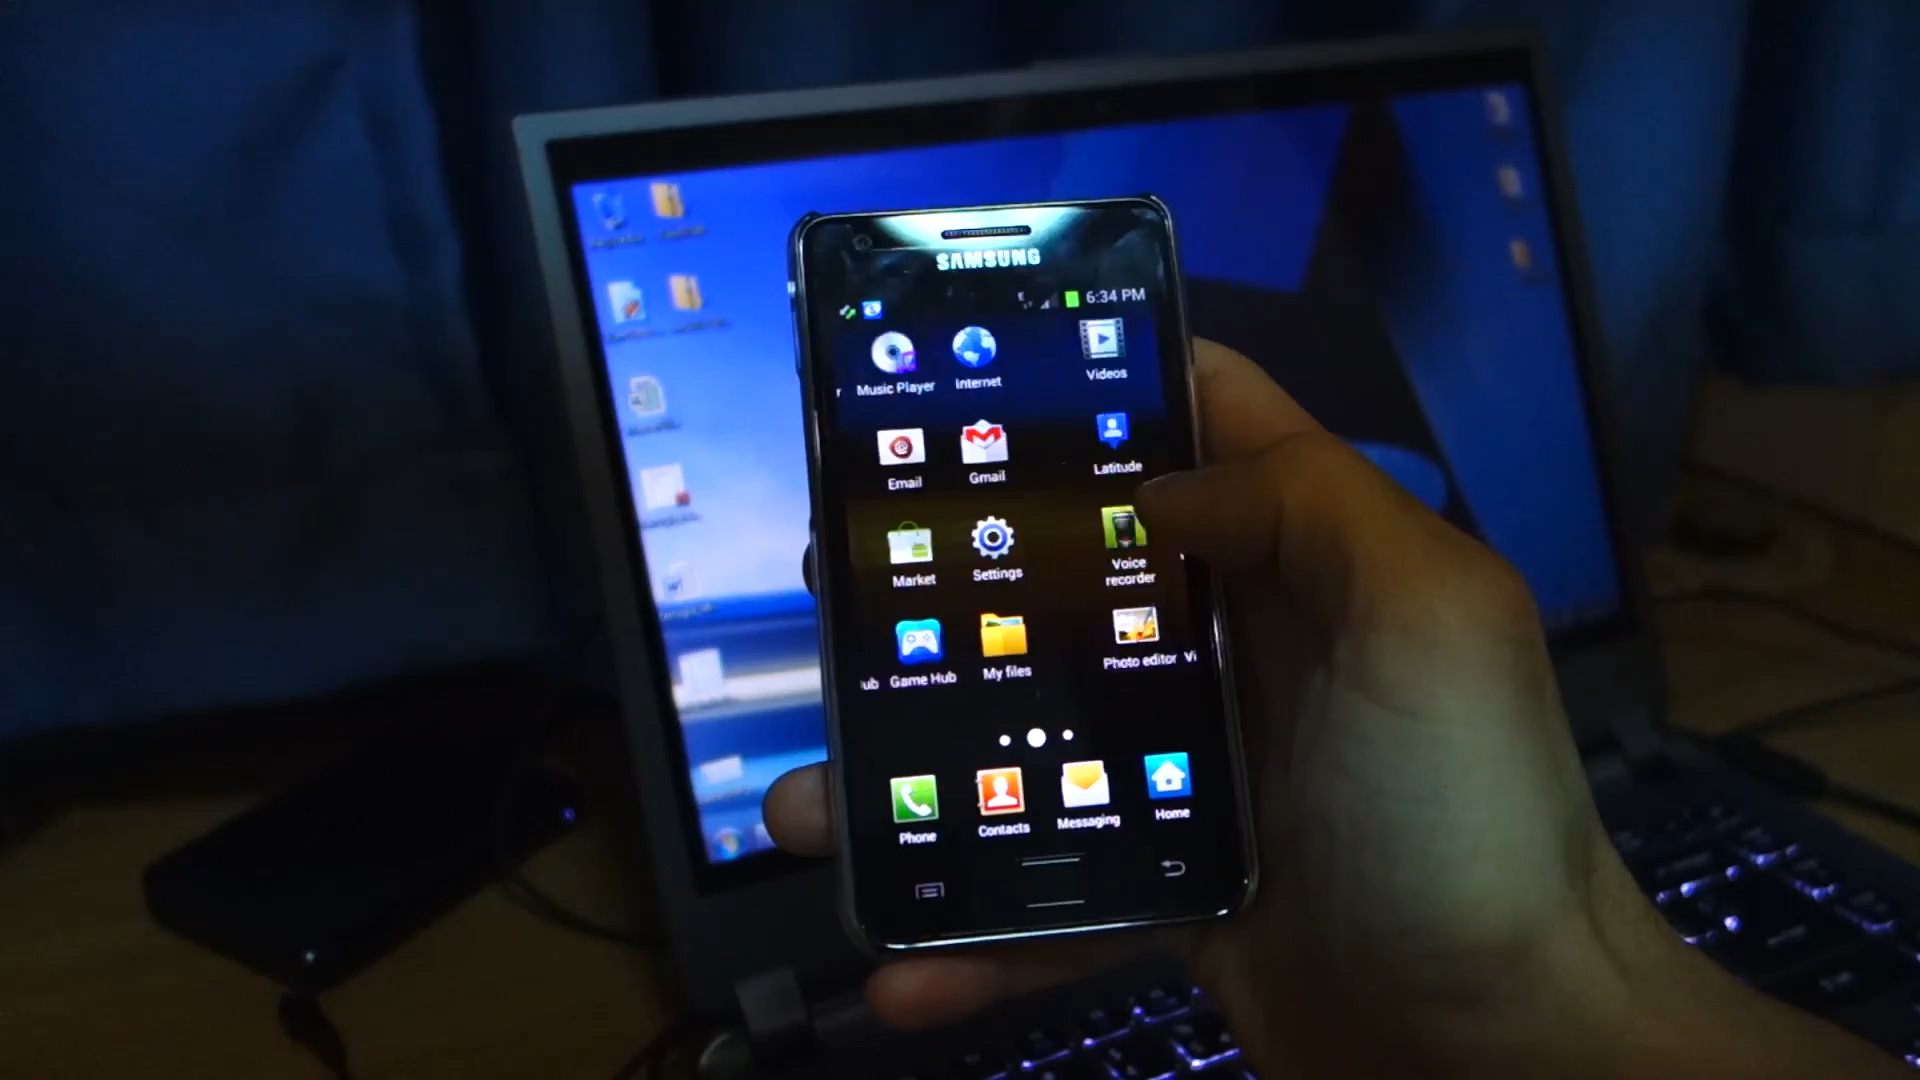 SAMSUNG
6:34 PM
Music Player Internet Videos
Email Gmail Latitude
Market Settings Voice recorder
ub Game Hub My files Photo editor Vi
Phone Contacts Messaging Home